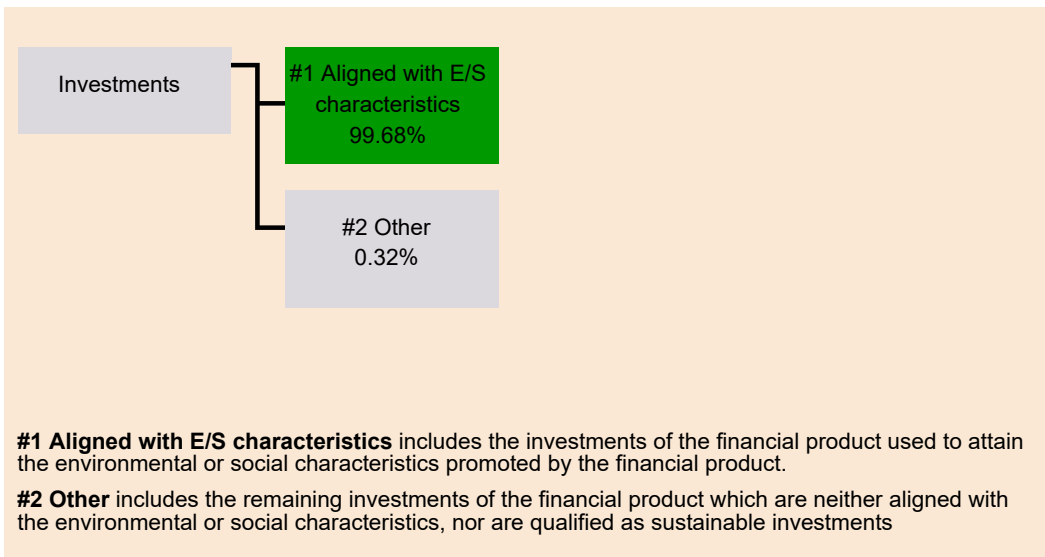 Investments
#1 Aligned with E/S
characteristics
99.68%
#2 Other
0.32%
#1 Aligned with E/S characteristics includes the investments of the financial product used to attain
the environmental or social characteristics promoted by the financial product.
#2 Other includes the remaining investments of the financial product which are neither aligned with
the environmental or social characteristics, nor are qualified as sustainable investments